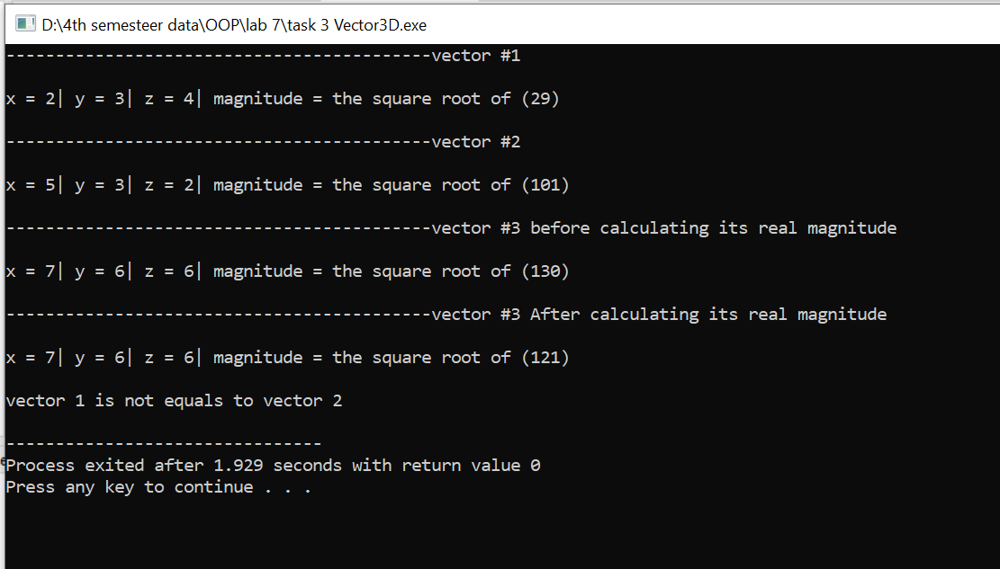 D:\4th semesteer data\OOP\lab 7\task 3 Vector3D.exe
-------------------------------------------vector #1
x = 2| y = 3| z = 4| magnitude = the square root of (29)
-------------------------------------------vector #2
x = 5| y = 3| z = 2| magnitude = the square root of (101)
-------------------------------------------vector #3 before calculating its real magnitude
x = 7| y = 6| z = 6| magnitude = the square root of (130)
-------------------------------------------vector #3 After calculating its real magnitude
x = 7| y = 6| z = 6| magnitude = the square root of (121)
vector 1 is not equals to vector 2
--------------------------------
Process exited after 1.929 seconds with return value 0
Press any key to continue . . .